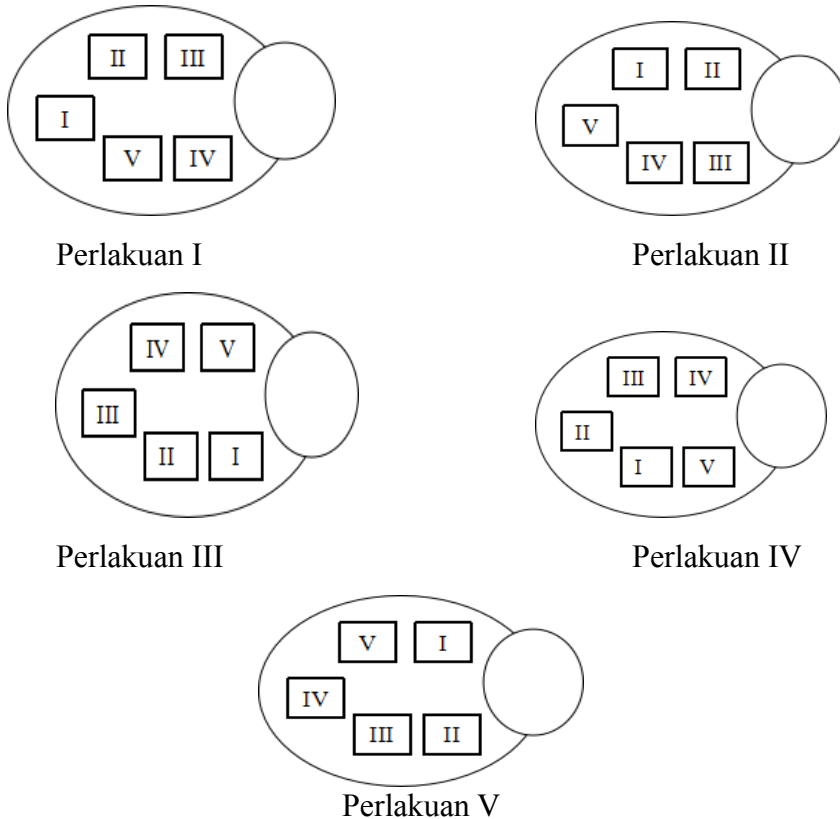 II III
I II
I
V
V IV
IV III
Perlakuan I
Perlakuan II
IV V
III IV
III
II
II I
I V
Perlakuan III
Perlakuan IV
V I
IV
III II
Perlakuan V